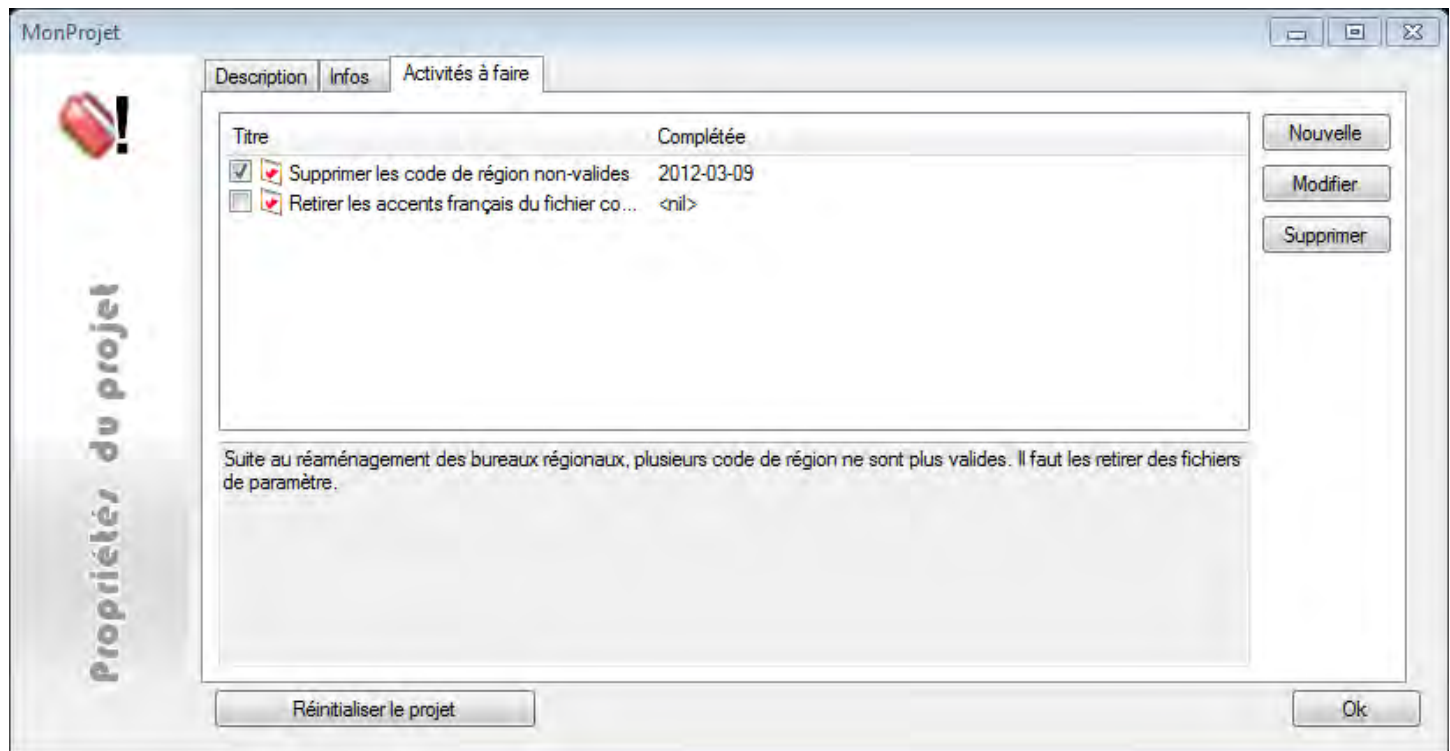 MonProjet
Description
Infos
Activités à faire
Titre
Complétée
Supprimer les code de région non-valides
2012-03-09
Retirer les accents français du fichier co...
<nil>
Nouvelle
Modifier
Supprimer
Propriétés du projet
Suite au réaménagement des bureaux régionaux, plusieurs code de région ne sont plus valides. Il faut les retirer des fichiers
de paramètre.
Réinitialiser le projet
Ok